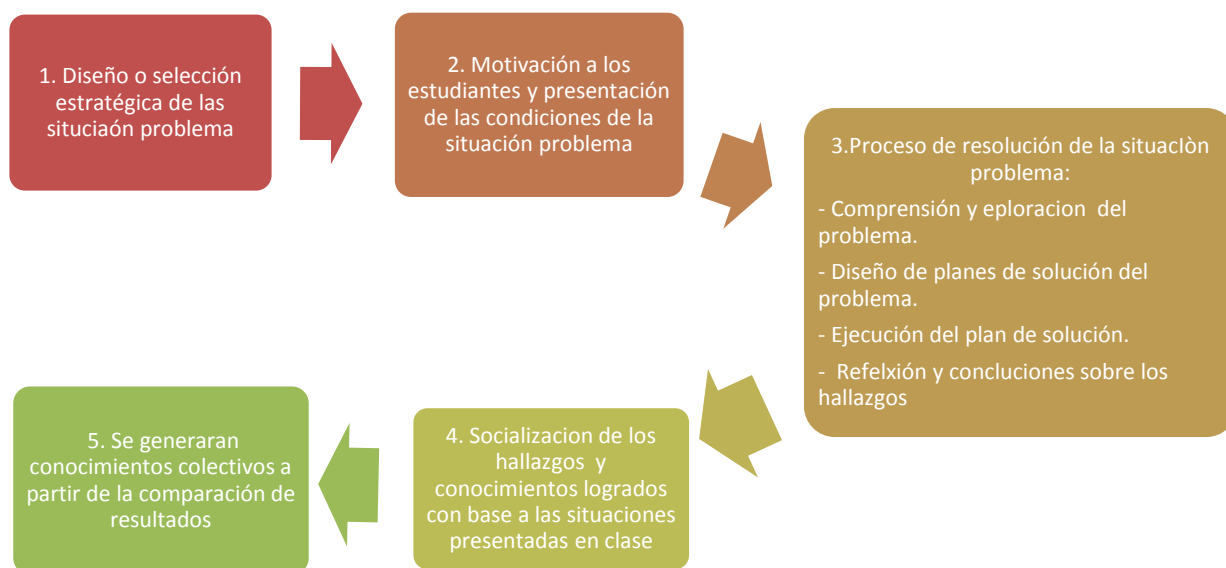 1. Diseño o selección
estratégica de las
situciaón problema
2. Motivación a los
estudiantes y presentación
de las condiciones de la
situación problema
3.Proceso de resolución de la situaclòn
problema:
- Comprensión y eploracion del
problema.
- Diseño de planes de solución del
problema.
- Ejecución del plan de solución.
- Refelxión y concluciones sobre los
hallazgos
4. Socializacion de los
hallazgos y
conocimientos logrados
con base a las situaciones
presentadas en clase
5. Se generaran
conocimientos colectivos a
partir de la comparación de
resultados